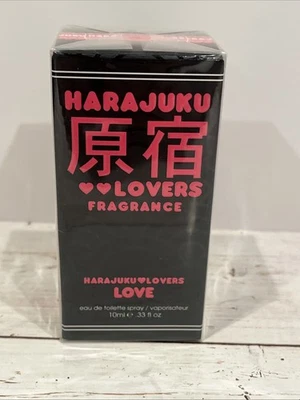 HARAJUKU
原宿
♥♥LOVERS
FRAGRANCE
HARAJUKU♥LOVERS
LOVE
eau de toilette spray / vaporisateur
10ml e .33 fl oz